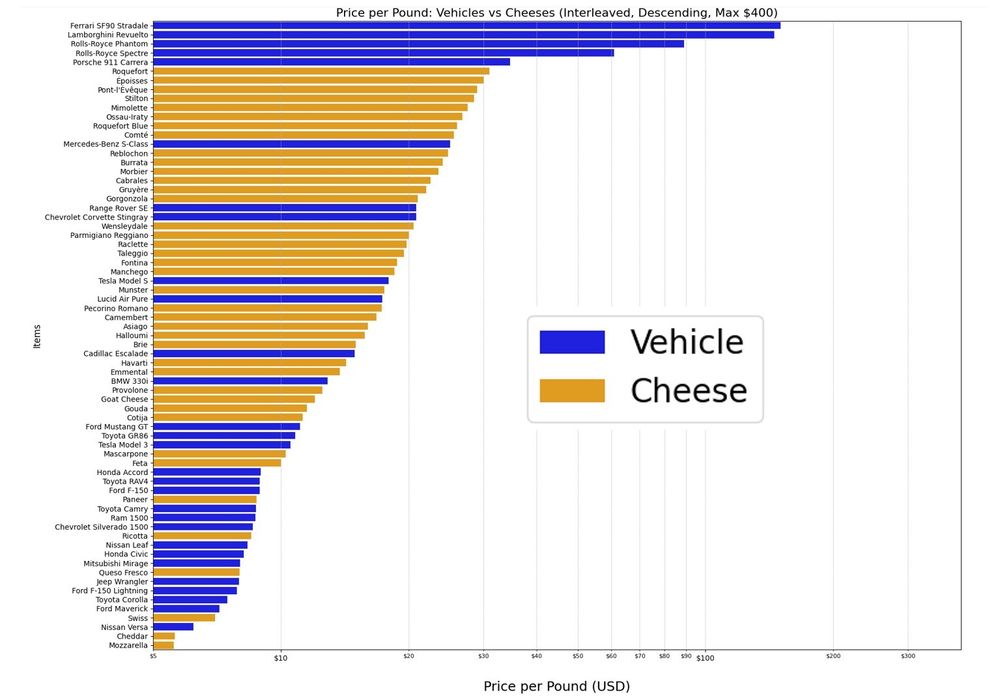 Price per Pound: Vehicles vs Cheeses (Interleaved, Descending, Max $400)
Ferrari SF90 Stradale
Lamborghini Revuelto
Rolls-Royce Phantom
Rolls-Royce Spectre
Porsche 911 Carrera
Roquefort
Époisses
Pont-l'Évêque
Stilton
Mimolette
Ossau-Iraty
Roquefort Blue
Comté
Mercedes-Benz S-Class
Reblochon
Burrata
Morbier
Cabrales
Gruyère
Gorgonzola
Range Rover SE
Chevrolet Corvette Stingray
Wensleydale
Parmigiano Reggiano
Raclette
Taleggio
Fontina
Manchego
Tesla Model S
Munster
Lucid Air Pure
Pecorino Romano
Camembert
Asiago
Halloumi
Brie
Cadillac Escalade
Havarti
Emmental
BMW 330i
Provolone
Goat Cheese
Gouda
Cotija
Ford Mustang GT
Toyota GR86
Tesla Model 3
Mascarpone
Feta
Honda Accord
Toyota RAV4
Ford F-150
Paneer
Toyota Camry
Ram 1500
Chevrolet Silverado 1500
Ricotta
Nissan Leaf
Honda Civic
Mitsubishi Mirage
Queso Fresco
Jeep Wrangler
Ford F-150 Lightning
Toyota Corolla
Ford Maverick
Swiss
Nissan Versa
Cheddar
Mozzarella
Items
Vehicle
Cheese
$5 $10 $20 $30 $40 $50 $60 $70 $80 $90 $100 $200 $300
Price per Pound (USD)